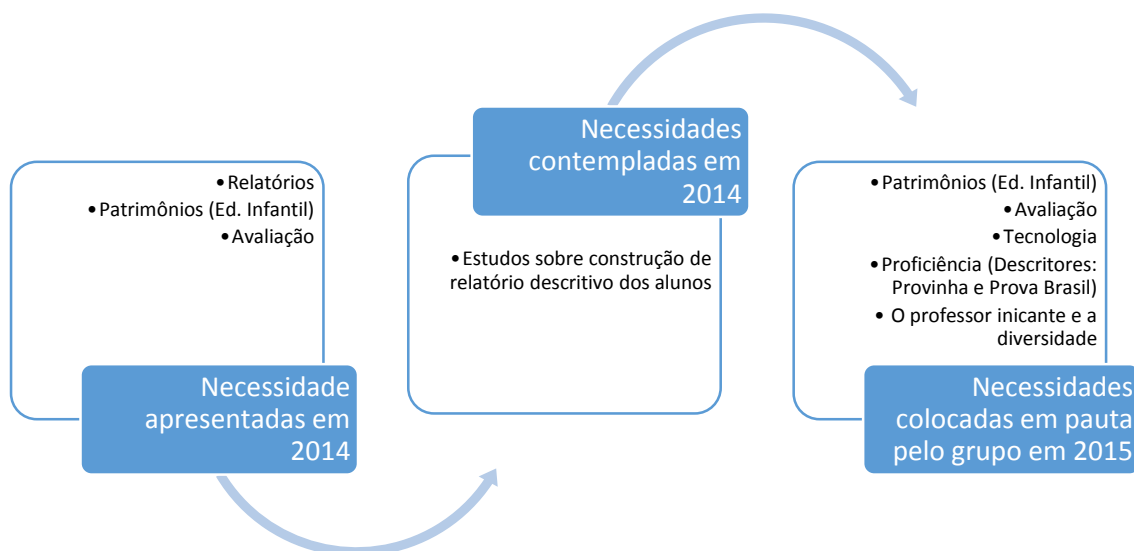 •Relatórios
•Patrimônios (Ed. Infantil)
•Avaliação
Necessidade
apresentadas em
2014
Necessidades
contempladas em
2014
•Estudos sobre construção de
relatório descritivo dos alunos
•Patrimônios (Ed. Infantil)
•Avaliação
•Tecnologia
•Proficiência (Descritores:
Provinha e Prova Brasil)
• O professor inicante e a
diversidade
Necessidades
colocadas em pauta
pelo grupo em 2015